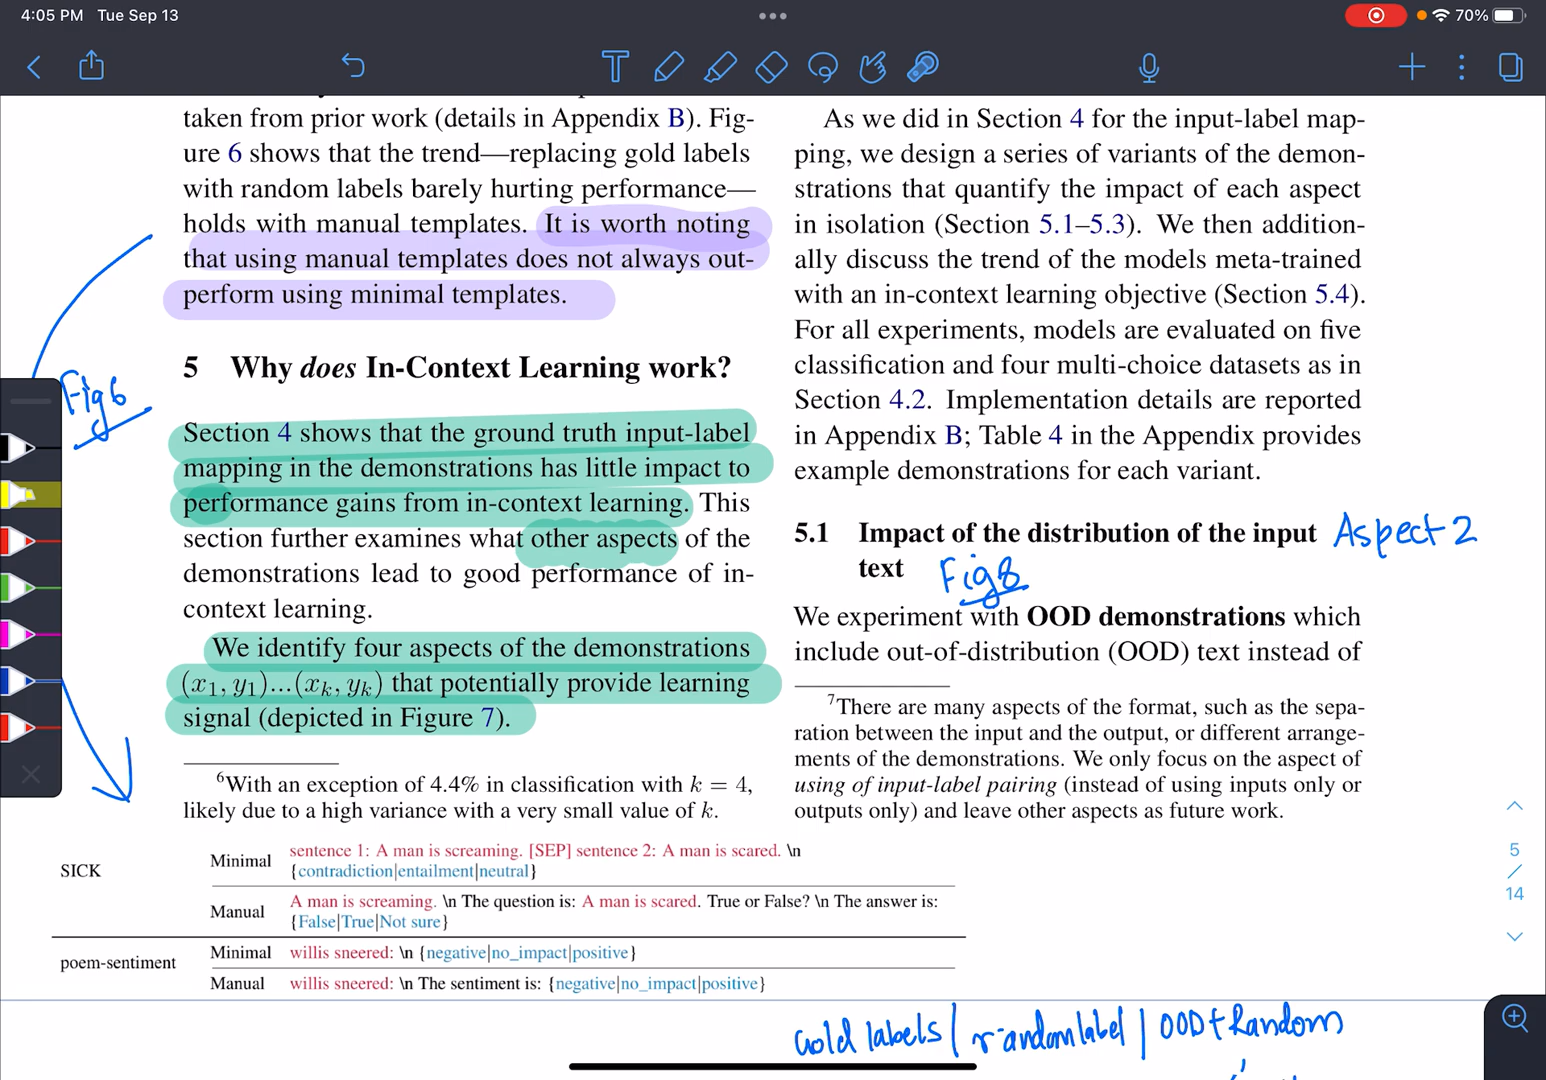 4:05 PM Tue Sep 13
70%
taken from prior work (details in Appendix B). Fig-
ure 6 shows that the trend—replacing gold labels
with random labels barely hurting performance—
holds with manual templates. It is worth noting
that using manual templates does not always out-
perform using minimal templates.
Fig 6
5 Why does In-Context Learning work?
Section 4 shows that the ground truth input-label
mapping in the demonstrations has little impact to
performance gains from in-context learning. This
section further examines what other aspects of the
demonstrations lead to good performance of in-
context learning.
We identify four aspects of the demonstrations
(x1, y1)...(xk, yk) that potentially provide learning
signal (depicted in Figure 7).
6With an exception of 4.4% in classification with k = 4,
likely due to a high variance with a very small value of k.
As we did in Section 4 for the input-label map-
ping, we design a series of variants of the demon-
strations that quantify the impact of each aspect
in isolation (Section 5.1–5.3). We then addition-
ally discuss the trend of the models meta-trained
with an in-context learning objective (Section 5.4).
For all experiments, models are evaluated on five
classification and four multi-choice datasets as in
Section 4.2. Implementation details are reported
in Appendix B; Table 4 in the Appendix provides
example demonstrations for each variant.
5.1 Impact of the distribution of the input Aspect 2
text Fig 8
We experiment with OOD demonstrations which
include out-of-distribution (OOD) text instead of
7There are many aspects of the format, such as the sepa-
ration between the input and the output, or different arrange-
ments of the demonstrations. We only focus on the aspect of
using of input-label pairing (instead of using inputs only or
outputs only) and leave other aspects as future work.
5
/
14
SICK
Minimal sentence 1: A man is screaming. [SEP] sentence 2: A man is scared. \n
{contradiction|entailment|neutral}
Manual A man is screaming. \n The question is: A man is scared. True or False? \n The answer is:
{False|True|Not sure}
poem-sentiment
Minimal willis sneered: \n {negative|no_impact|positive}
Manual willis sneered: \n The sentiment is: {negative|no_impact|positive}
Gold labels | random label | OOD + Random